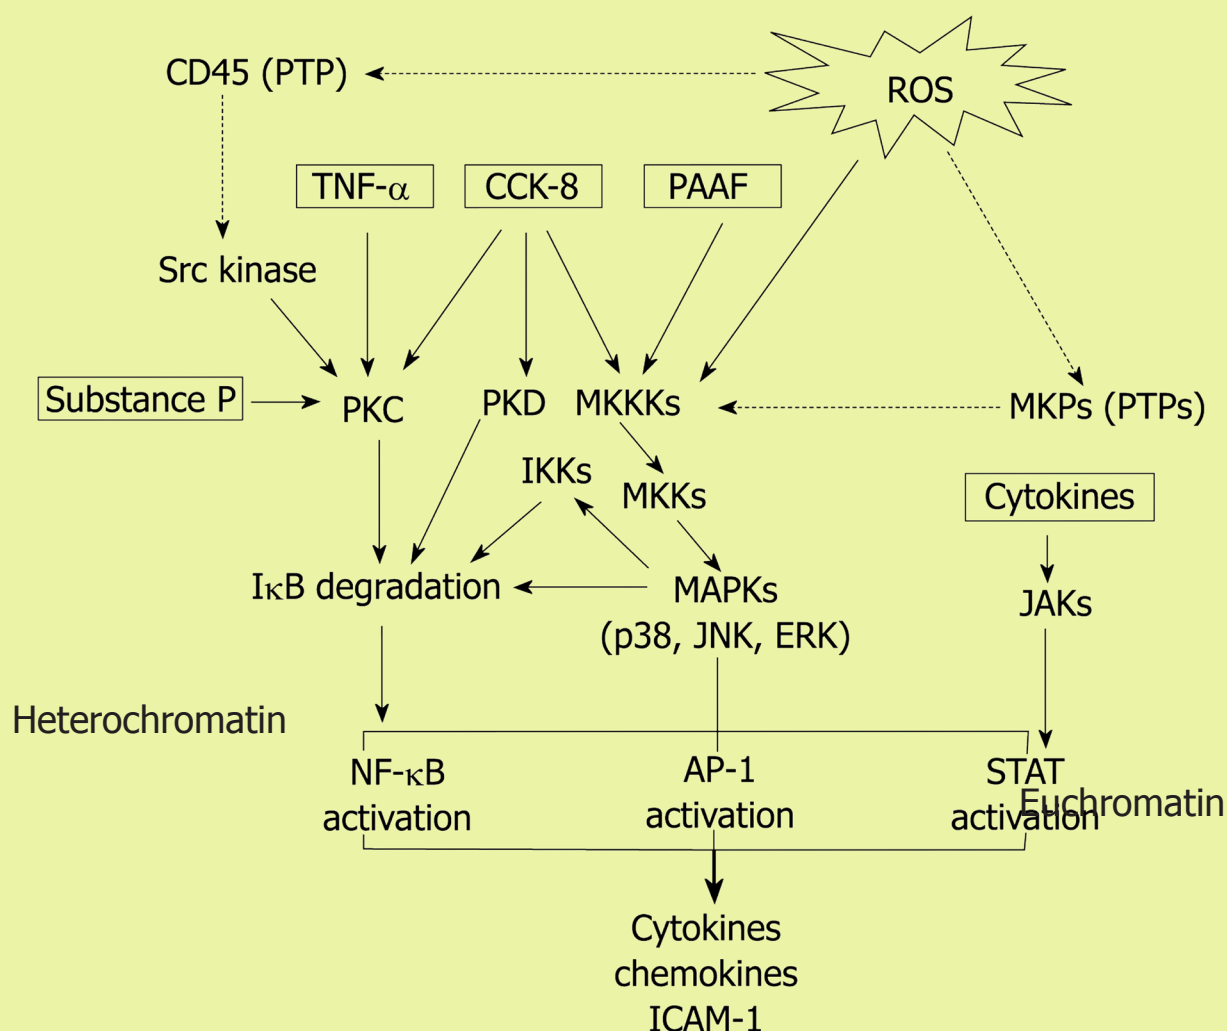 CD45 (PTP)
ROS
TNF-α
CCK-8
PAAF
Src kinase
Substance P
PKC
PKD
MKKKs
MKPs (PTPs)
IKKs
MKKs
Cytokines
IκB degradation
MAPKs
(p38, JNK, ERK)
JAKs
Heterochromatin
NF-κB
activation
AP-1
activation
STAT
activation
Euchromatin
Cytokines
chemokines
ICAM-1